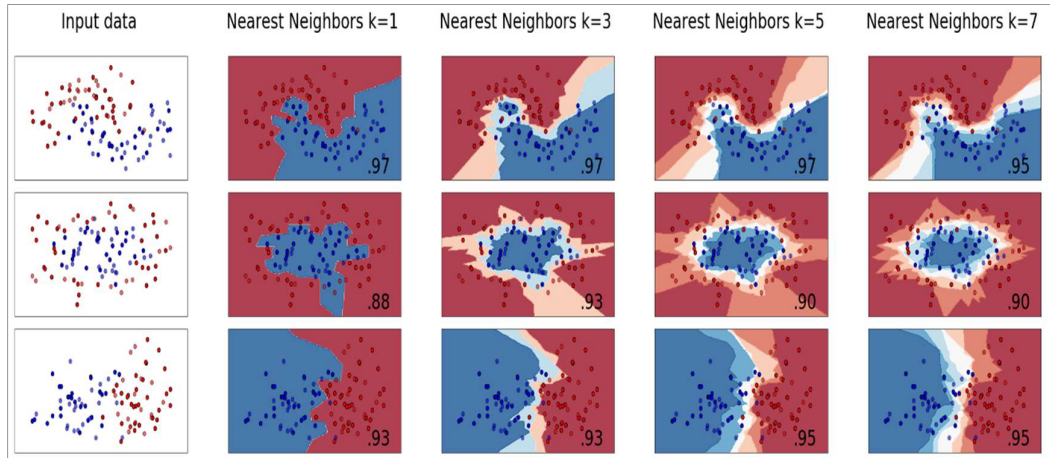 Input data
Nearest Neighbors k=1
Nearest Neighbors k=3
Nearest Neighbors k=5
Nearest Neighbors k=7
.97
.97
.97
.95
.88
.93
.90
.90
.93
.93
.95
.95